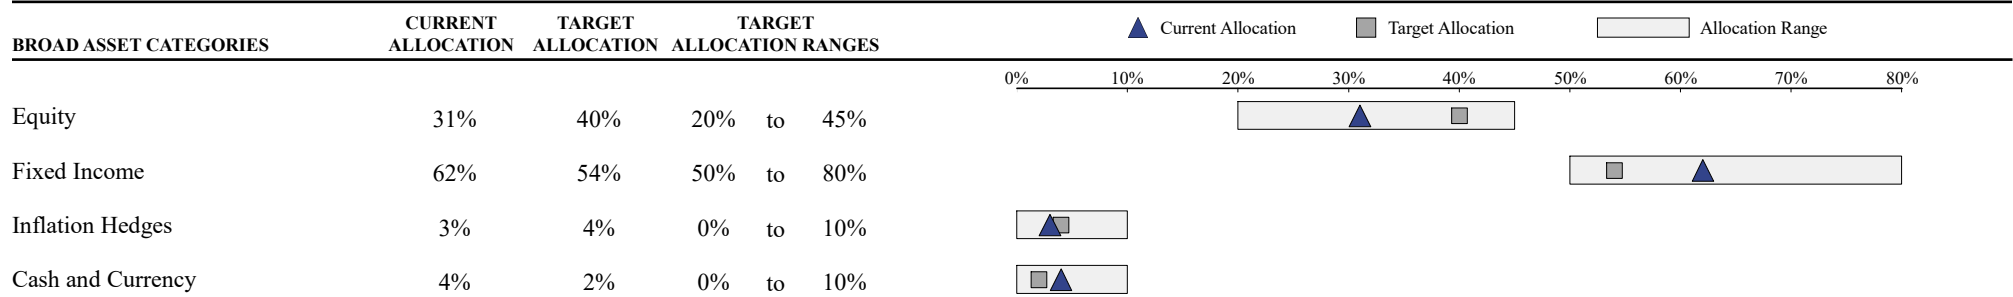 CURRENT TARGET TARGET
BROAD ASSET CATEGORIES ALLOCATION ALLOCATION ALLOCATION RANGES
Current Allocation Target Allocation Allocation Range
0% 10% 20% 30% 40% 50% 60% 70% 80%
Equity 31% 40% 20% to 45%
Fixed Income 62% 54% 50% to 80%
Inflation Hedges 3% 4% 0% to 10%
Cash and Currency 4% 2% 0% to 10%